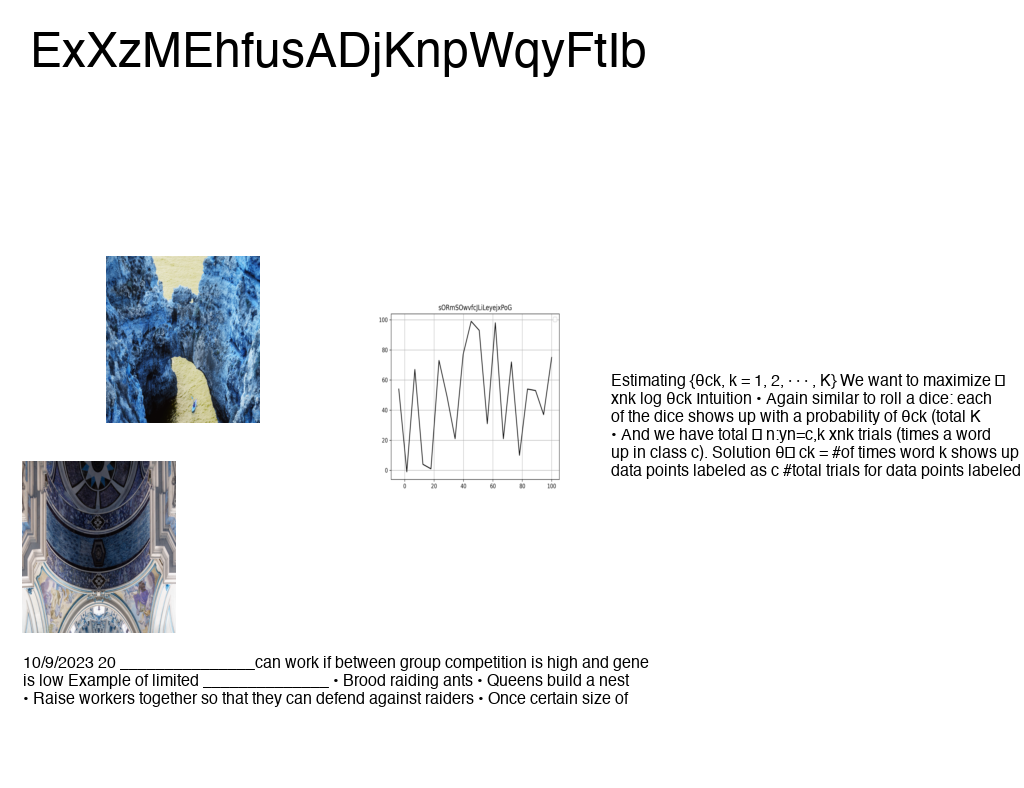 ExXzMEhfusADjKnpWqyFtIb
sORmSOwvfcJLiLeyejxPoG
100
80
60
40
20
0
0 20 40 60 80 100
Estimating {θck, k = 1, 2, · · · , K} We want to maximize □
xnk log θck Intuition • Again similar to roll a dice: each
of the dice shows up with a probability of θck (total K
• And we have total □ n:yn=c,k xnk trials (times a word
up in class c). Solution θ□ ck = #of times word k shows up
data points labeled as c #total trials for data points labeled
10/9/2023 20 ________________can work if between group competition is high and gene
is low Example of limited _______________ • Brood raiding ants • Queens build a nest
• Raise workers together so that they can defend against raiders • Once certain size of